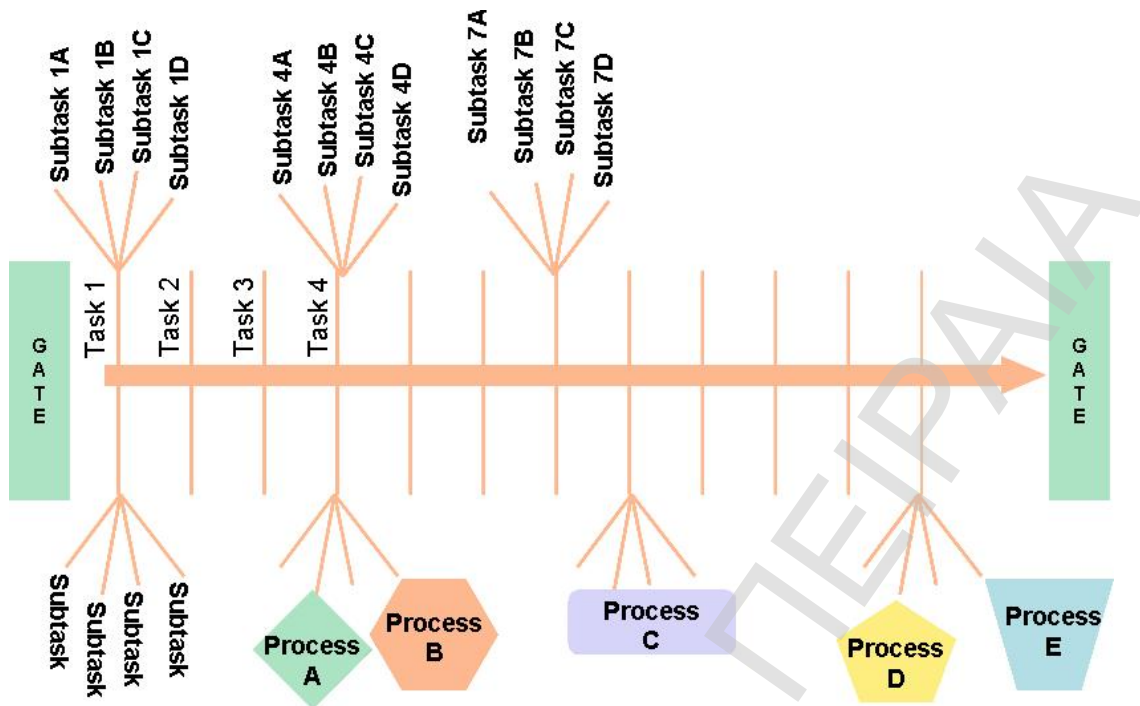 Subtask 1A
Subtask 1B
Subtask 1C
Subtask 1D
Subtask 4A
Subtask 4B
Subtask 4C
Subtask 4D
Subtask 7A
Subtask 7B
Subtask 7C
Subtask 7D
GATE
Task 1
Task 2
Task 3
Task 4
GATE
Subtask
Subtask
Subtask
Subtask
Process
A
Process
B
Process
C
Process
D
Process
E
ΠΕΙΡΑΙΑ